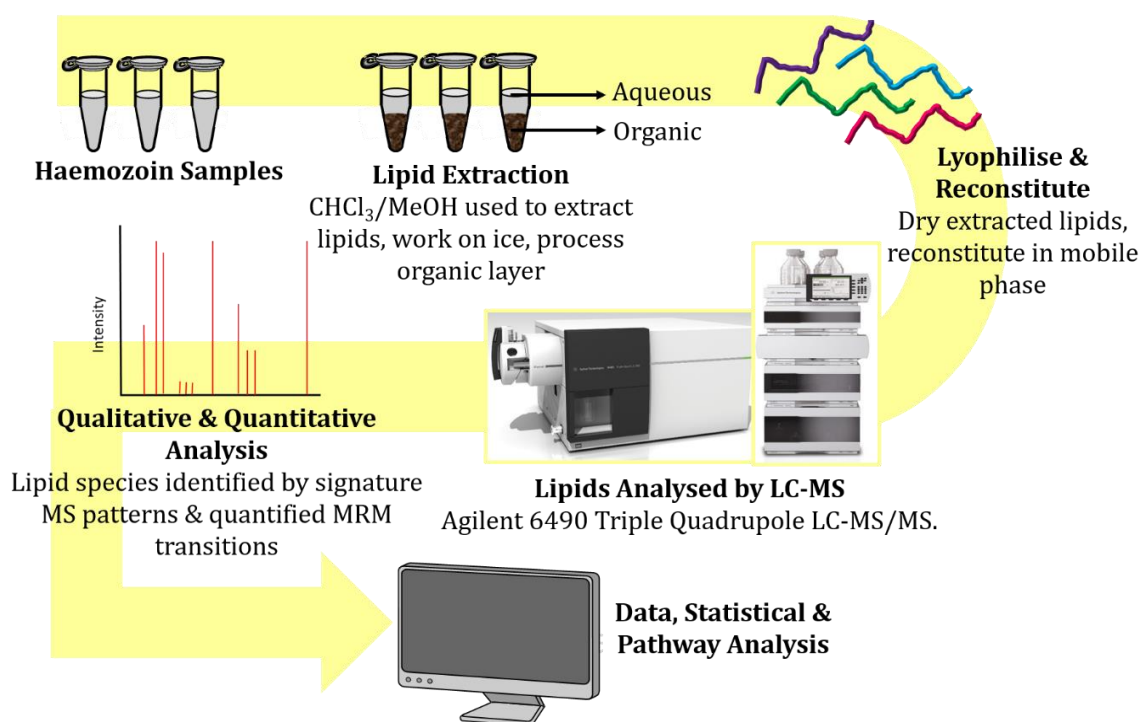 Aqueous
Organic
Haemozoin Samples
Lipid Extraction
CHCl₃/MeOH used to extract
lipids, work on ice, process
organic layer
Lyophilise &
Reconstitute
Dry extracted lipids,
reconstitute in mobile
phase
Intensity
Qualitative & Quantitative
Analysis
Lipid species identified by signature
MS patterns & quantified MRM
transitions
Lipids Analysed by LC-MS
Agilent 6490 Triple Quadrupole LC-MS/MS.
Data, Statistical &
Pathway Analysis